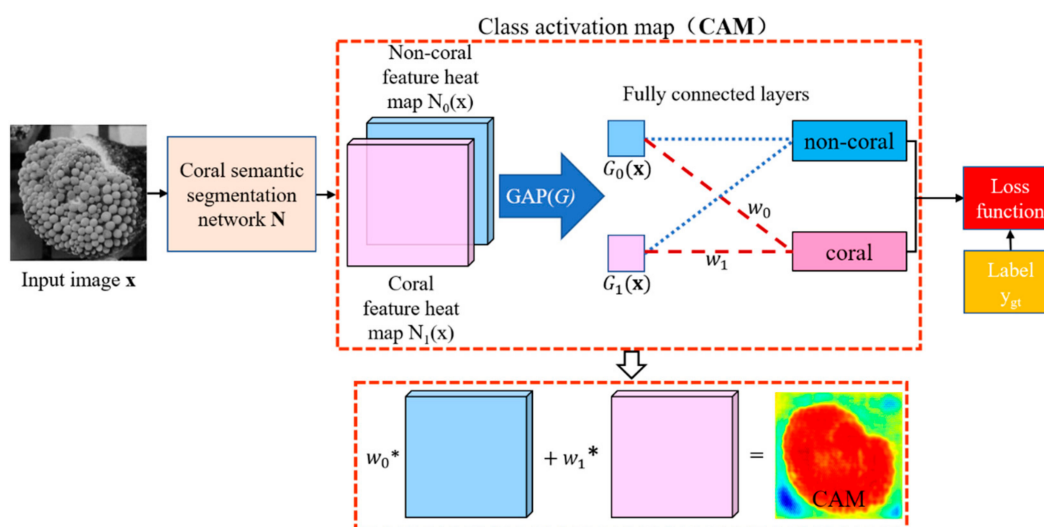 Class activation map（CAM）
Non-coral
feature heat
map N₀(x)
Fully connected layers
Coral semantic
segmentation
network N
GAP(G)
G₀(x)
non-coral
w₀
w₁
G₁(x)
coral
Loss
function
Label
y_gt
Input image x
Coral
feature heat
map N₁(x)
w₀* + w₁* =
CAM